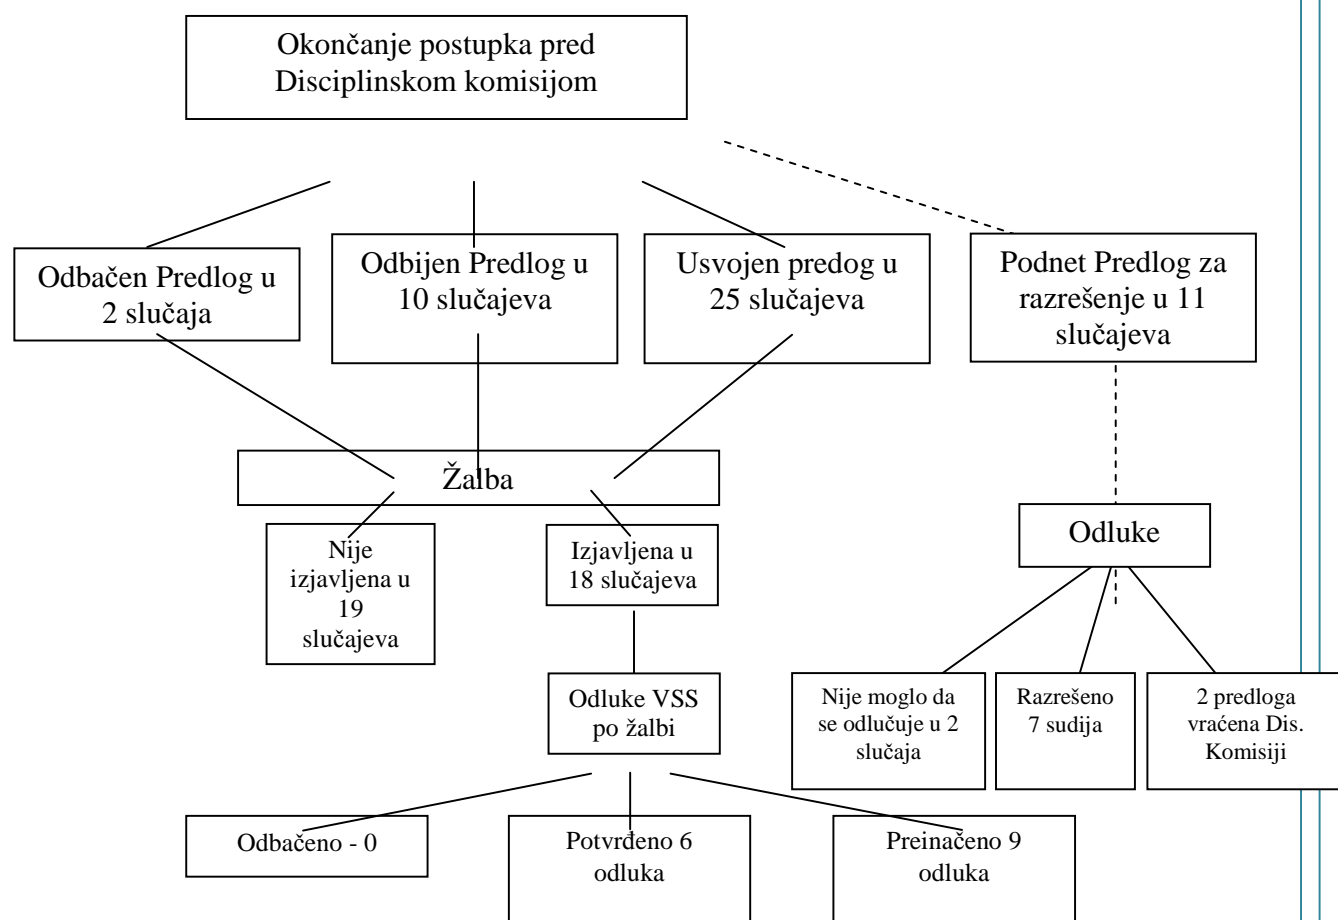 Okončanje postupka pred
Disciplinskom komisijom
Odbačen Predlog u
2 slučaja
Odbijen Predlog u
10 slučajeva
Usvojen predog u
25 slučajeva
Podnet Predlog za
razrešenje u 11
slučajeva
Žalba
Nije
izjavljena u
19
slučajeva
Izjavljena u
18 slučajeva
Odluke
Odluke VSS
po žalbi
Nije moglo da
se odlučuje u 2
slučaja
Razrešeno
7 sudija
2 predloga
vraćena Dis.
Komisiji
Odbačeno - 0
Potvrđeno 6
odluka
Preinačeno 9
odluka